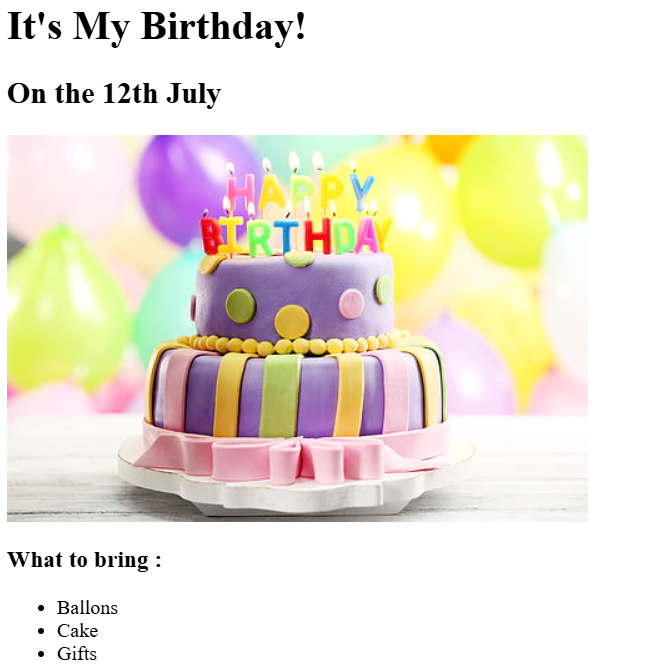 It's My Birthday!
On the 12th July
HAPPY
BIRTHDAY
What to bring :
Ballons
Cake
Gifts